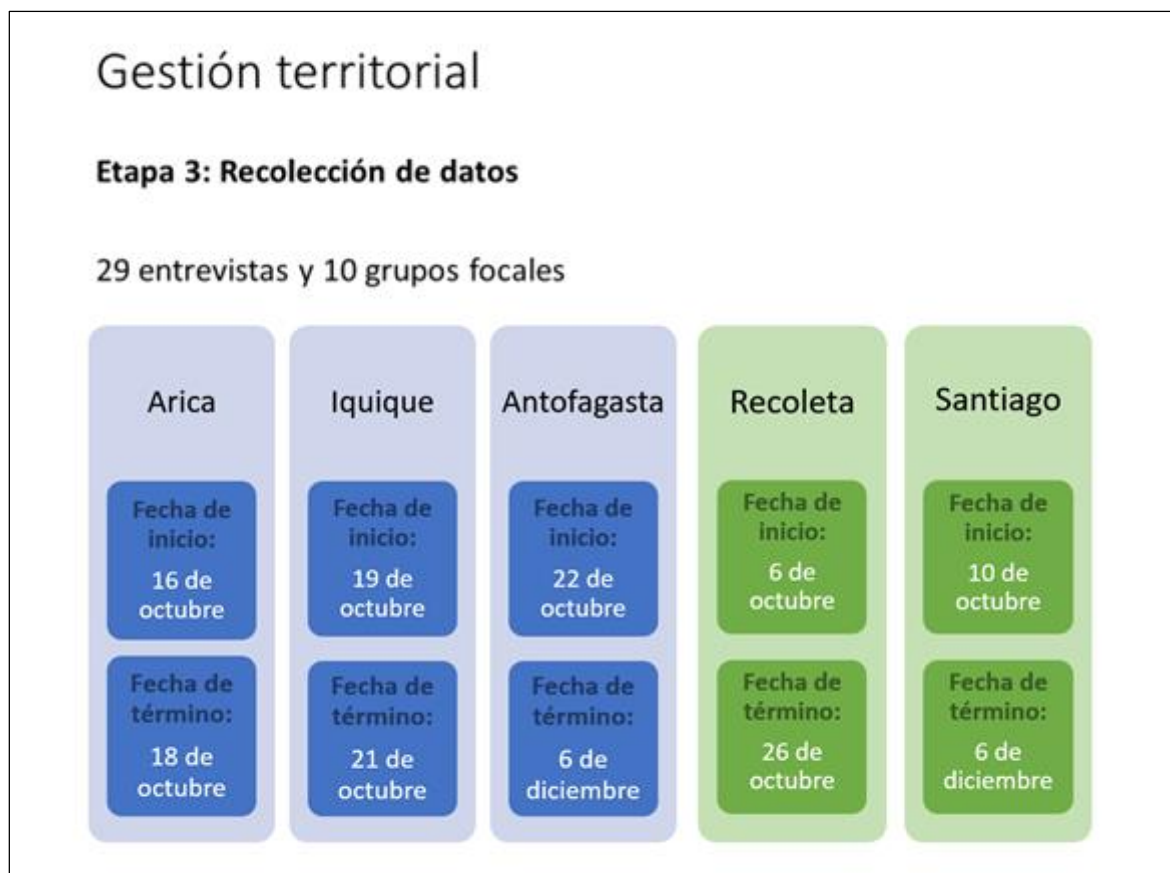 Gestión territorial
Etapa 3: Recolección de datos
29 entrevistas y 10 grupos focales
Arica
Fecha de
inicio:
16 de
octubre
Fecha de
término:
18 de
octubre
Iquique
Fecha de
inicio:
19 de
octubre
Fecha de
término:
21 de
octubre
Antofagasta
Fecha de
inicio:
22 de
octubre
Fecha de
término:
6 de
diciembre
Recoleta
Fecha de
inicio:
6 de
octubre
Fecha de
término:
26 de
octubre
Santiago
Fecha de
inicio:
10 de
octubre
Fecha de
término:
6 de
diciembre